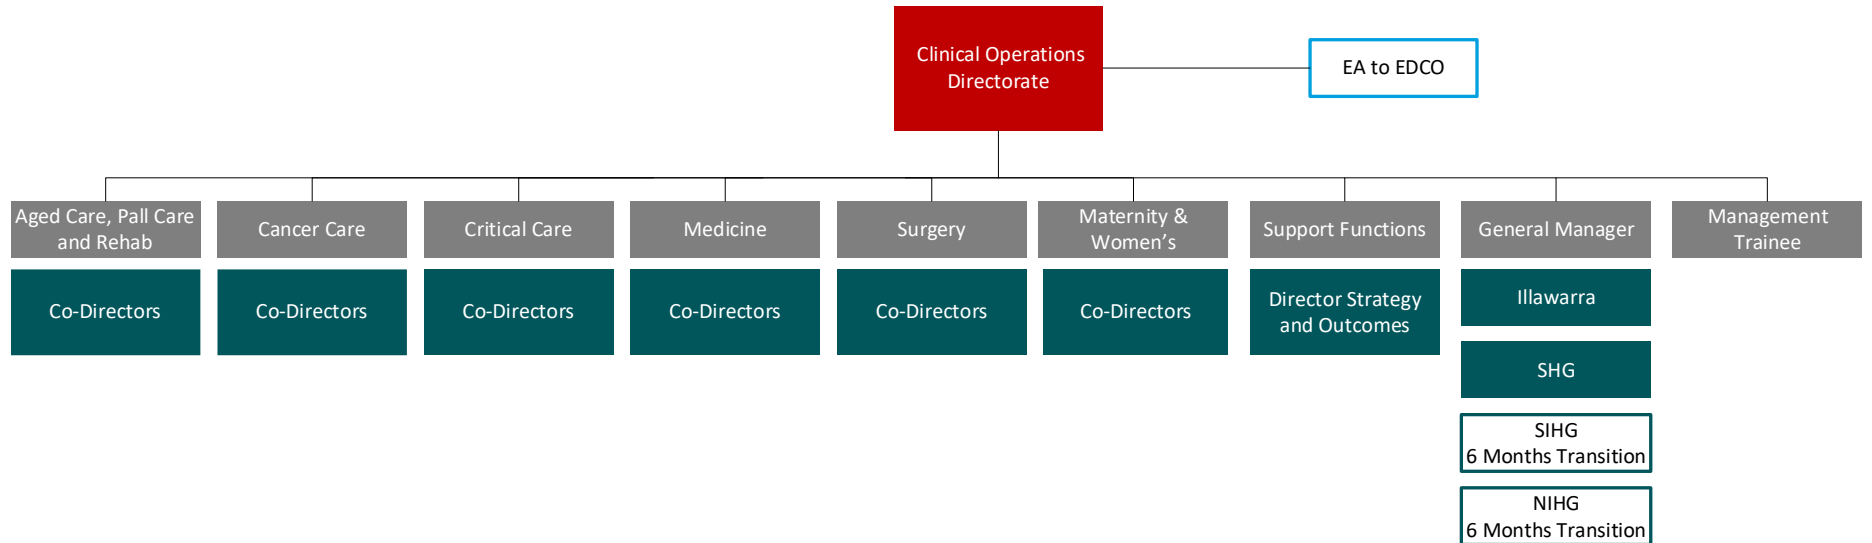 Clinical Operations
Directorate
EA to EDCO
Aged Care, Pall Care
and Rehab
Cancer Care
Critical Care
Medicine
Surgery
Maternity &
Women’s
Support Functions
General Manager
Management
Trainee
Co-Directors
Co-Directors
Co-Directors
Co-Directors
Co-Directors
Co-Directors
Director Strategy
and Outcomes
Illawarra
SHG
SIHG
6 Months Transition
NIHG
6 Months Transition